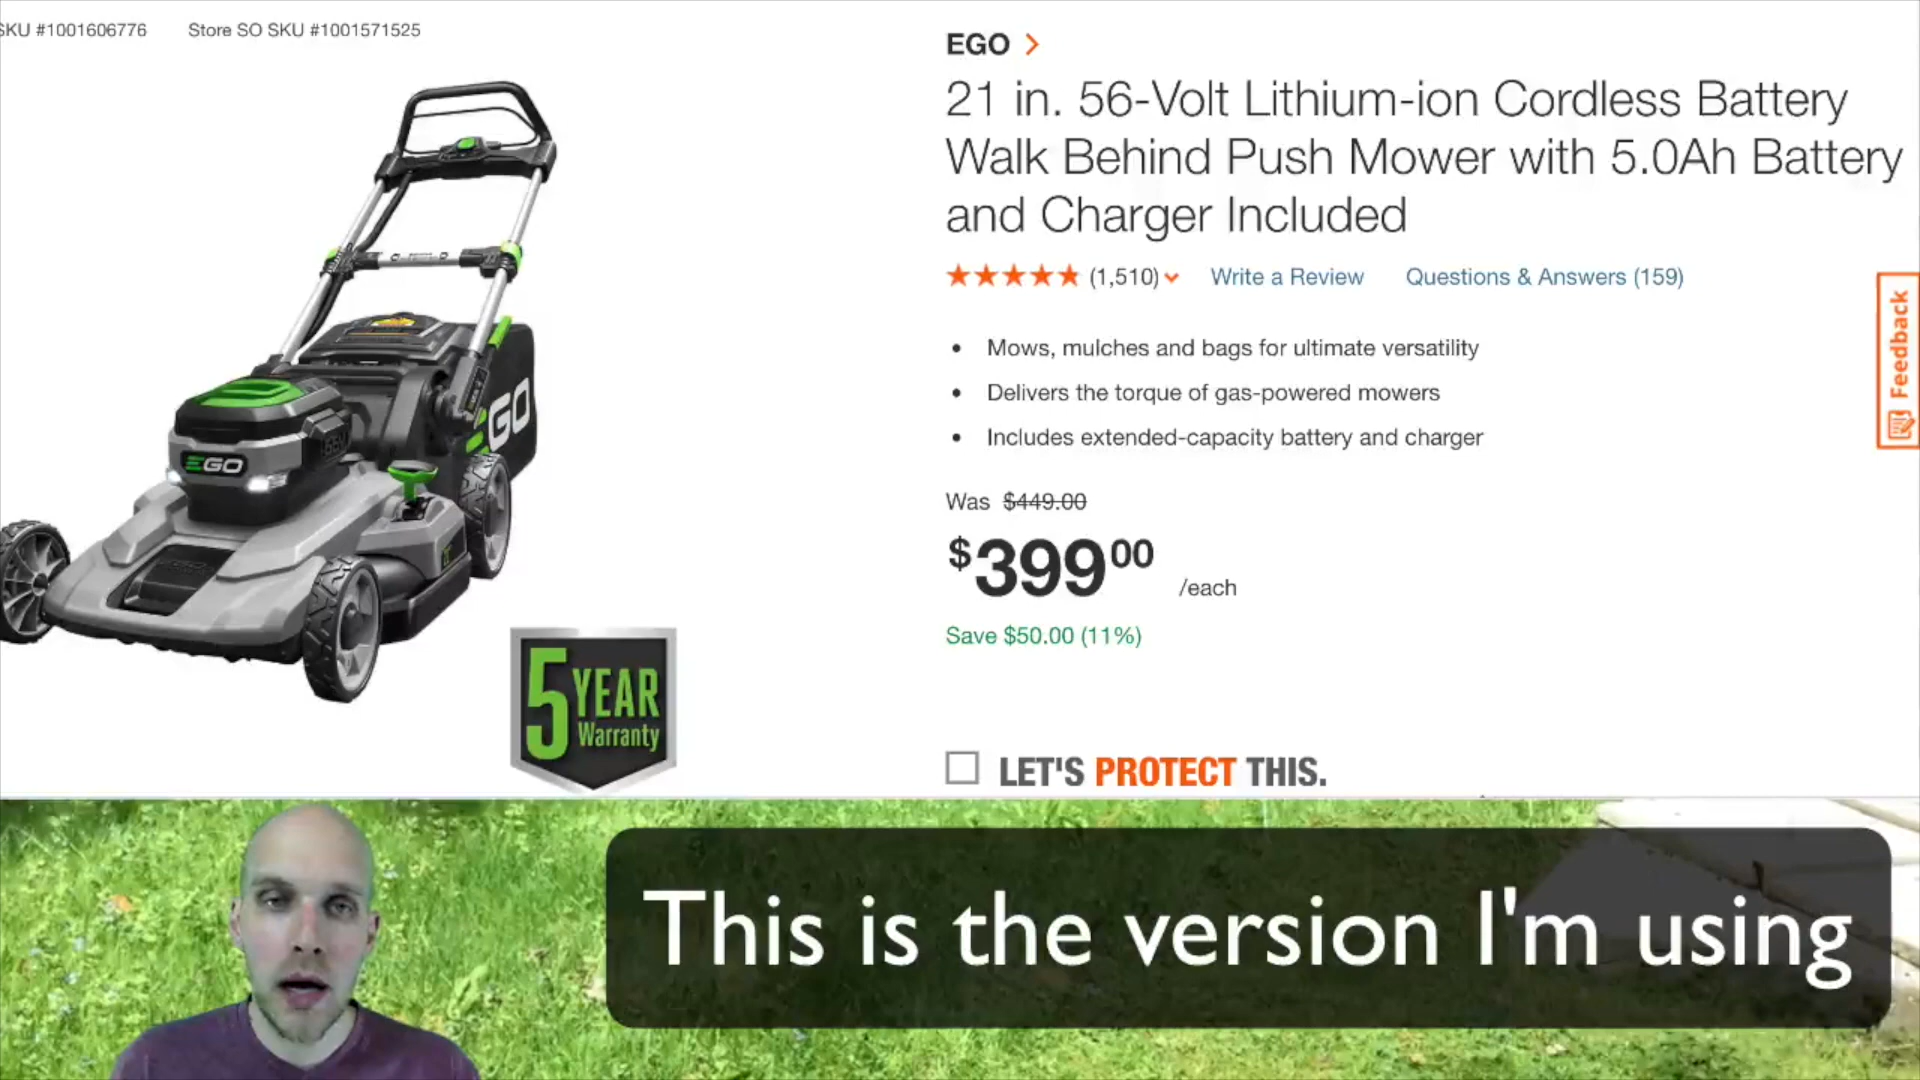 SKU #1001606776 Store SO SKU #1001571525
EGO
21 in. 56-Volt Lithium-ion Cordless Battery
Walk Behind Push Mower with 5.0Ah Battery
and Charger Included
(1,510) Write a Review Questions & Answers (159)
• Mows, mulches and bags for ultimate versatility
• Delivers the torque of gas-powered mowers
• Includes extended-capacity battery and charger
Was $449.00
$399 00 /each
Save $50.00 (11%)
LET'S PROTECT THIS.
Feedback
EGO
EGO
5 YEAR
Warranty
This is the version I'm using